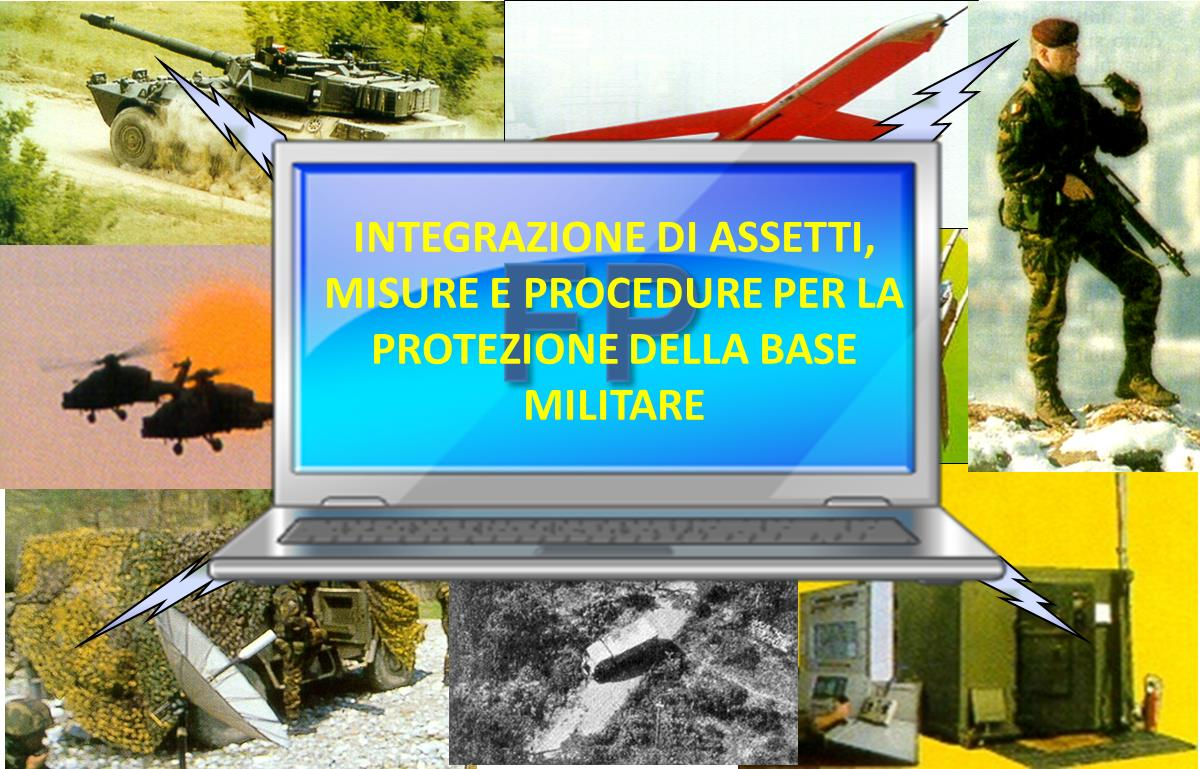 INTEGRAZIONE DI ASSETTI,
MISURE E PROCEDURE PER LA
PROTEZIONE DELLA BASE
MILITARE
FP